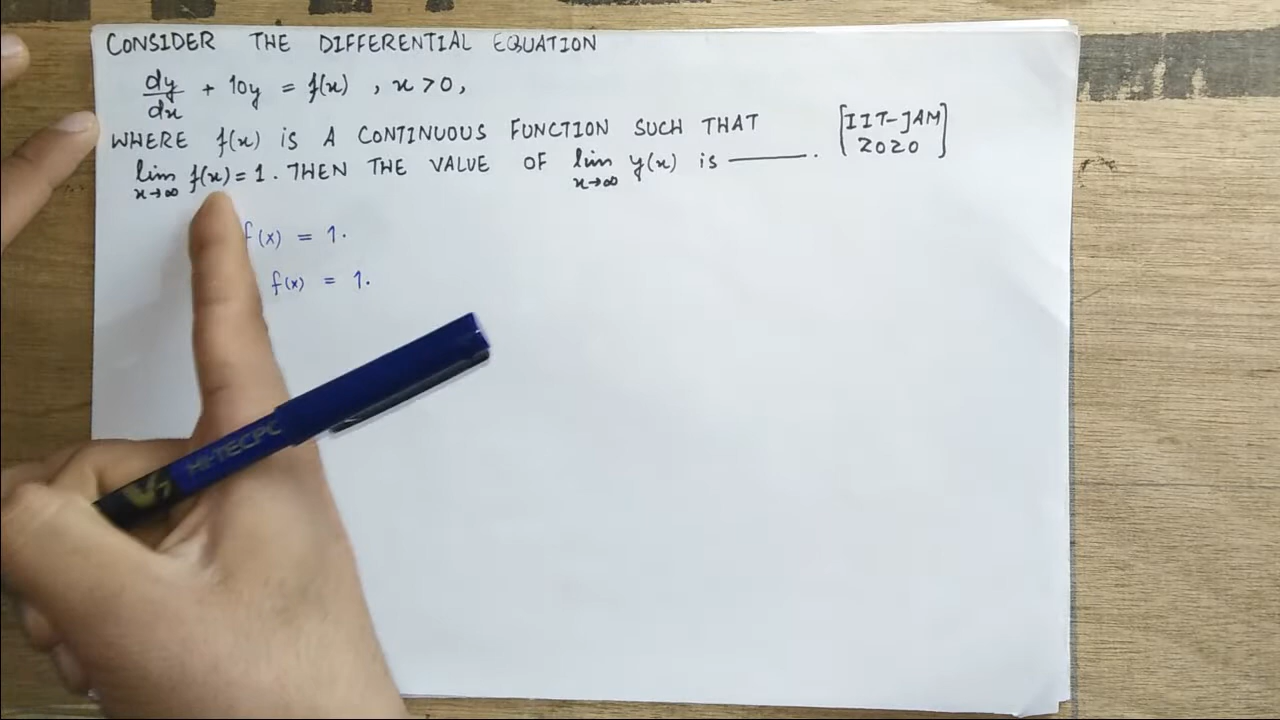 CONSIDER THE DIFFERENTIAL EQUATION
dy/dx + 10y = f(x) , x > 0,
WHERE f(x) IS A CONTINUOUS FUNCTION SUCH THAT
[IIT-JAM 2020]
lim x→∞ f(x) = 1. THEN THE VALUE OF lim x→∞ y(x) is ———.
f(x) = 1.
f(x) = 1.
HI-TECPC
V7